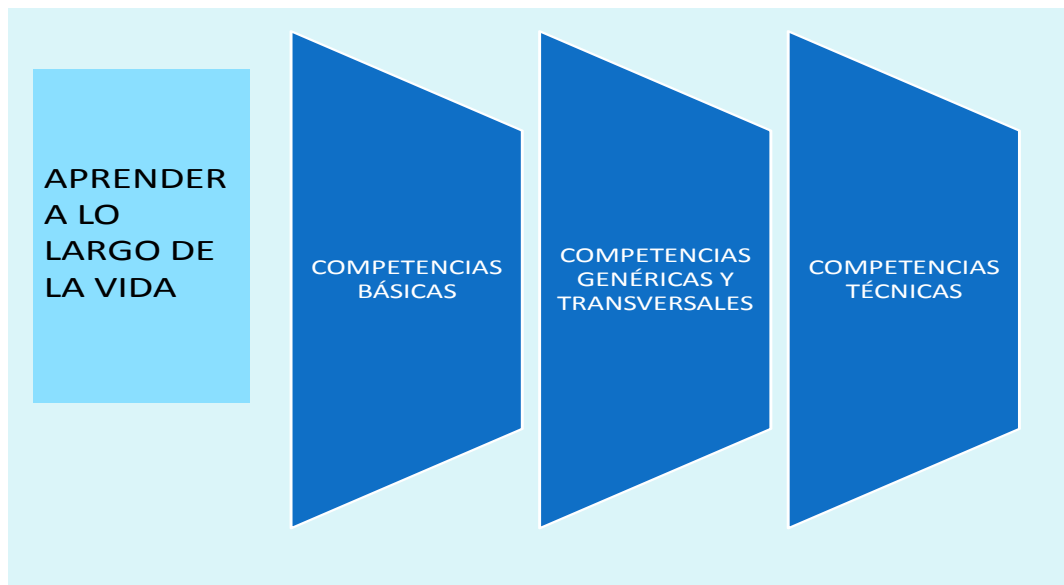 APRENDER
A LO
LARGO DE
LA VIDA
COMPETENCIAS
BÁSICAS
COMPETENCIAS
GENÉRICAS Y
TRANSVERSALES
COMPETENCIAS
TÉCNICAS